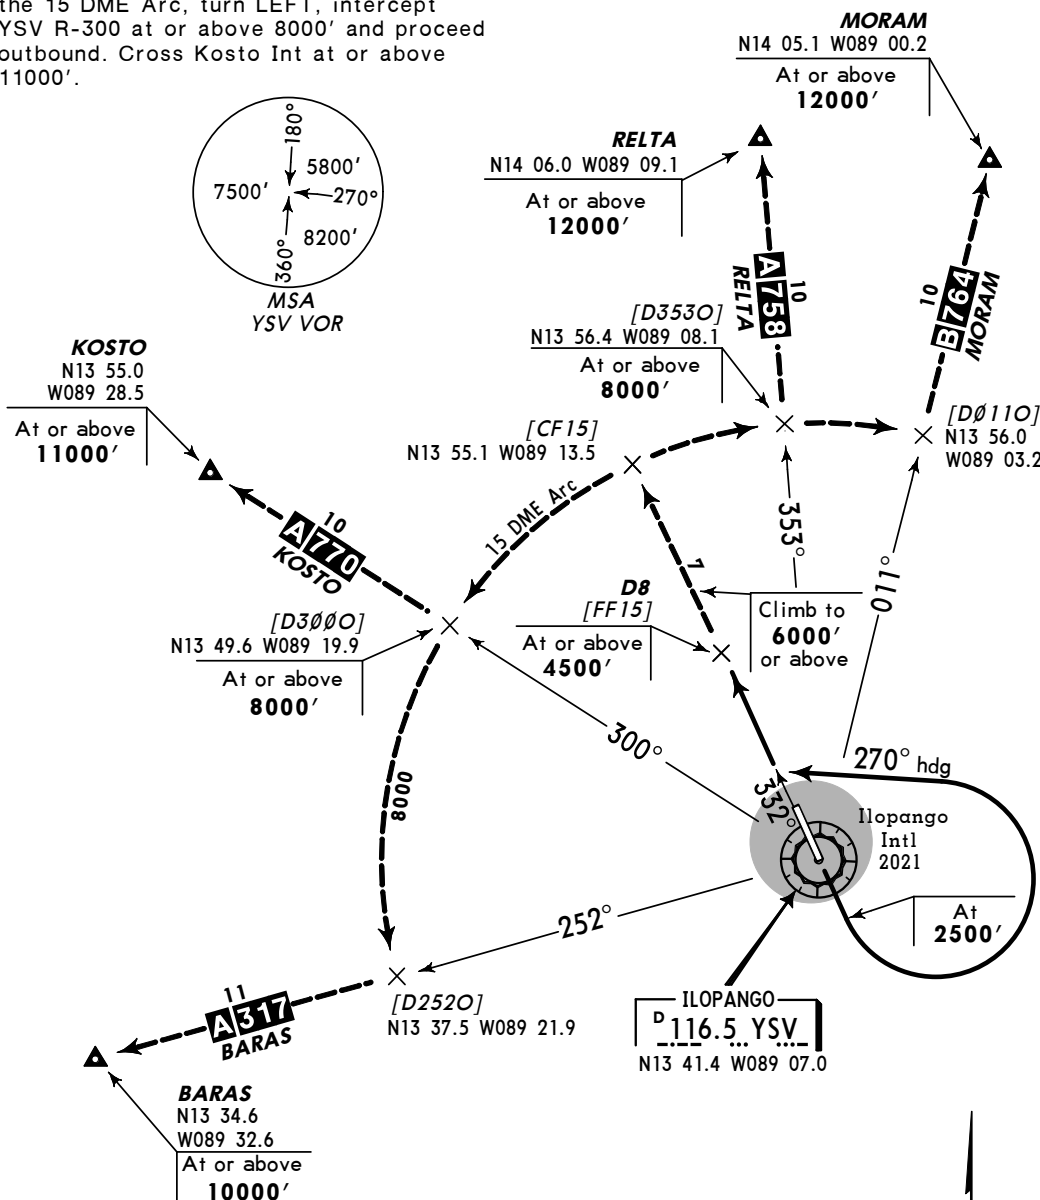 the 15 DME Arc, turn LEFT, intercept
YSV R-300 at or above 8000'  and proceed
outbound. Cross Kosto Int at or above
11000' .
MORAM
N14 05.1 W089 00.2
At or above
12000'
180°
5800'
7500'
270°
8200'
360°
MSA
YSV VOR
RELTA
N14 06.0 W089 09.1
At or above
12000'
A 758
10
RELTA
10
B 764
MORAM
[D353O]
N13 56.4 W089 08.1
At or above
8000'
KOSTO
N13 55.0
W089 28.5
At or above
11000'
[CF15]
N13 55.1 W089 13.5
[DØ11O]
N13 56.0
W089 03.2
10
A 770
KOSTO
15 DME Arc
7
353°
011°
D8
[FF15]
At or above
4500'
Climb to
6000'
or above
[D3ØØO]
N13 49.6 W089 19.9
At or above
8000'
300°
8000
270° hdg
332°
Ilopango
Intl
2021
At
2500'
252°
11
A 317
BARAS
[D252O]
N13 37.5 W089 21.9
ILOPANGO
D 116.5 YSV
N13 41.4 W089 07.0
BARAS
N13 34.6
W089 32.6
At or above
10000'